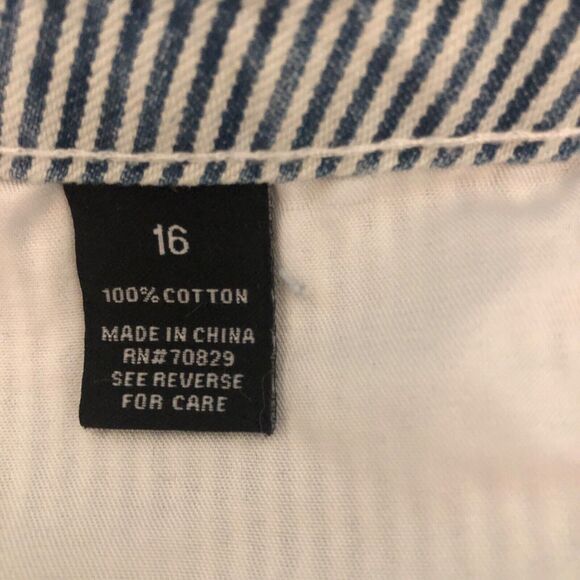 16
100% COTTON
MADE IN CHINA
RN#70829
SEE REVERSE
FOR CARE